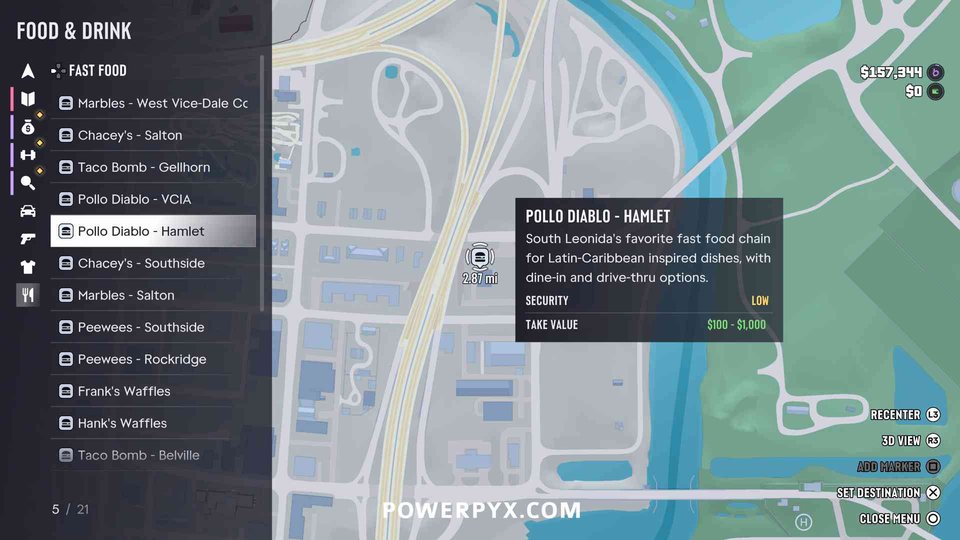 FOOD & DRINK
FAST FOOD
Marbles - West Vice-Dale Cc
Chacey's - Salton
Taco Bomb - Gellhorn
Pollo Diablo - VCIA
Pollo Diablo - Hamlet
Chacey's - Southside
Marbles - Salton
Peewees - Southside
Peewees - Rockridge
Frank's Waffles
Hank's Waffles
Taco Bomb - Belville
5 / 21
$157,344
$0
2.87 mi
POLLO DIABLO - HAMLET
South Leonida's favorite fast food chain
for Latin-Caribbean inspired dishes, with
dine-in and drive-thru options.
SECURITY LOW
TAKE VALUE $100 - $1,000
RECENTER L3
3D VIEW R3
ADD MARKER
SET DESTINATION
CLOSE MENU
H
POWERPYX.COM